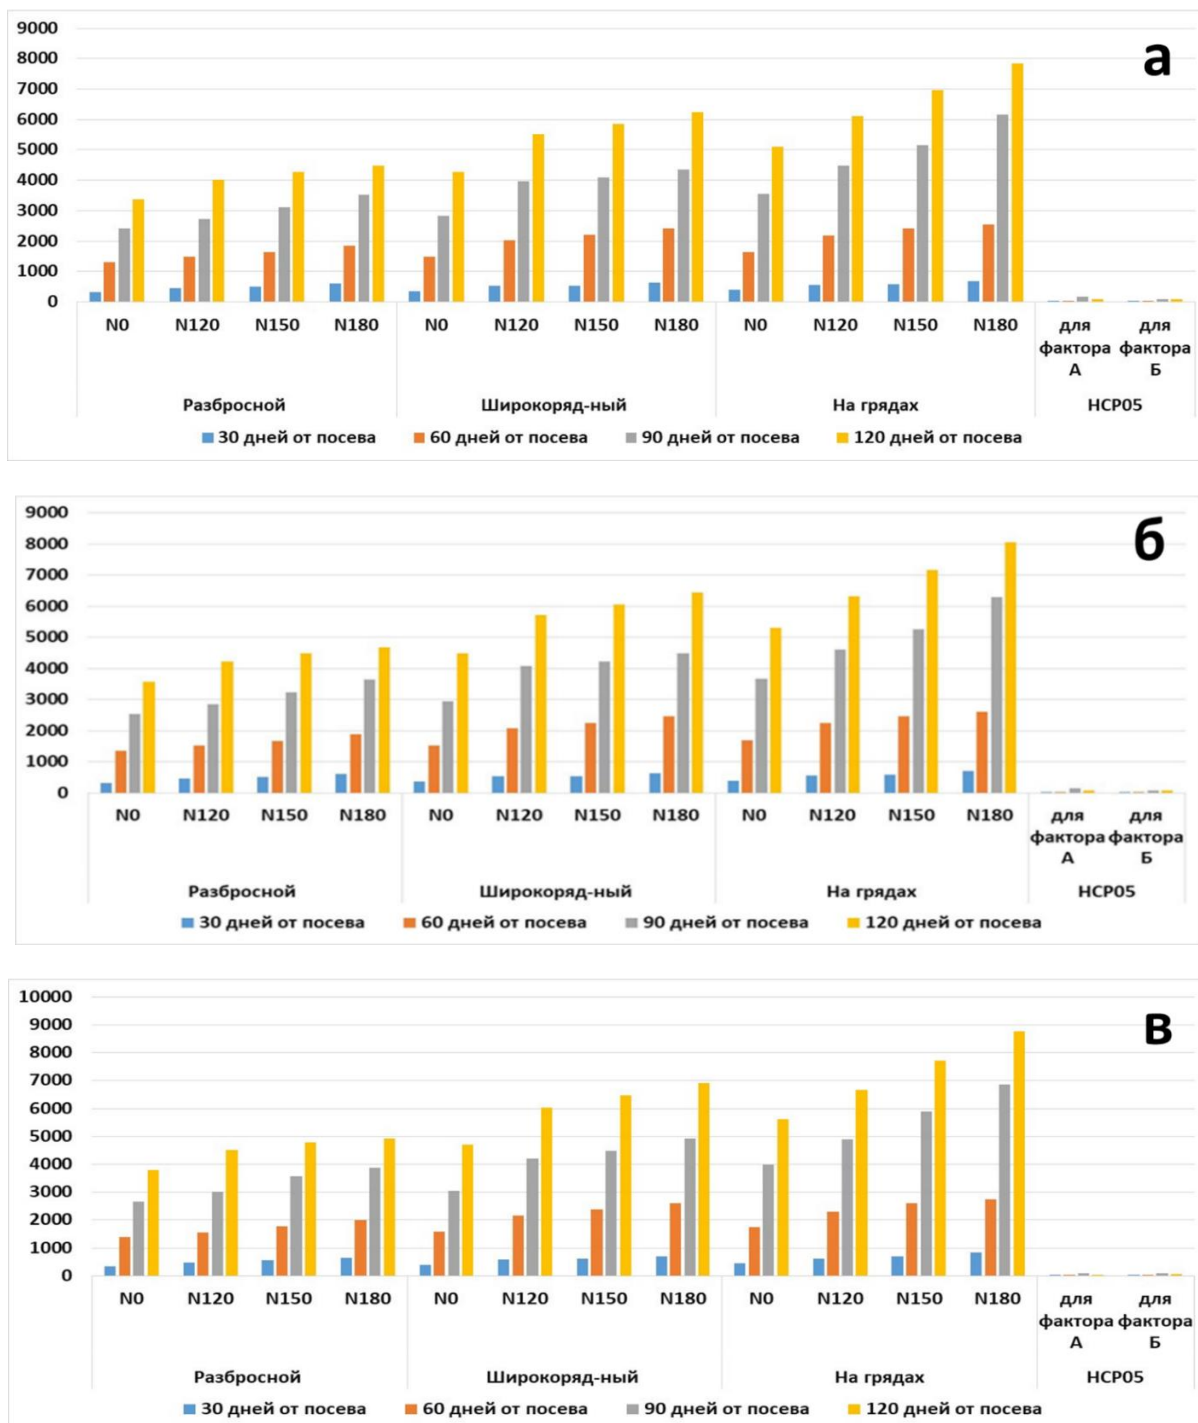 а
9000
8000
7000
6000
5000
4000
3000
2000
1000
0
N0 N120 N150 N180 N0 N120 N150 N180 N0 N120 N150 N180 для для
фактора фактора
А Б
Разбросной Широкоряд-ный На грядах НСР05
30 дней от посева 60 дней от посева 90 дней от посева 120 дней от посева
б
9000
8000
7000
6000
5000
4000
3000
2000
1000
0
N0 N120 N150 N180 N0 N120 N150 N180 N0 N120 N150 N180 для для
фактора фактора
А Б
Разбросной Широкоряд-ный На грядах НСР05
30 дней от посева 60 дней от посева 90 дней от посева 120 дней от посева
в
10000
9000
8000
7000
6000
5000
4000
3000
2000
1000
0
N0 N120 N150 N180 N0 N120 N150 N180 N0 N120 N150 N180 для для
фактора фактора
А Б
Разбросной Широкоряд-ный На грядах НСР05
30 дней от посева 60 дней от посева 90 дней от посева 120 дней от посева